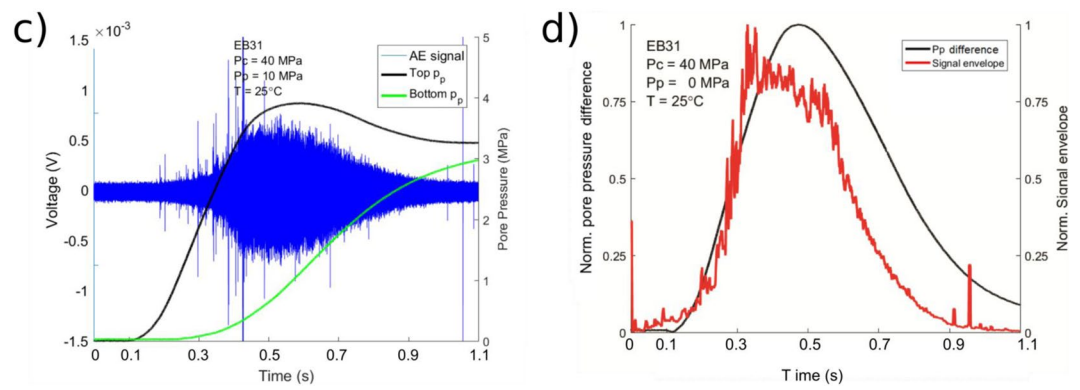 c)
1.5 ×10⁻³
1
0.5
0
-0.5
-1
-1.5
Voltage (V)
EB31
Pc = 40 MPa
Pp = 10 MPa
T = 25°C
AE signal
Top pp
Bottom pp
5
4
3
2
1
0
Pore Pressure (MPa)
0 0.1 0.3 0.5 0.7 0.9 1.1
Time (s)
d)
1
0.75
0.5
0.25
0
Norm. pore pressure difference
EB31
Pc = 40 MPa
Pp = 0 MPa
T = 25°C
Pp difference
Signal envelope
1
0.75
0.5
0.25
0
Norm. Signal envelope
0 0.1 0.3 0.5 0.7 0.9 1.1
T ime (s)